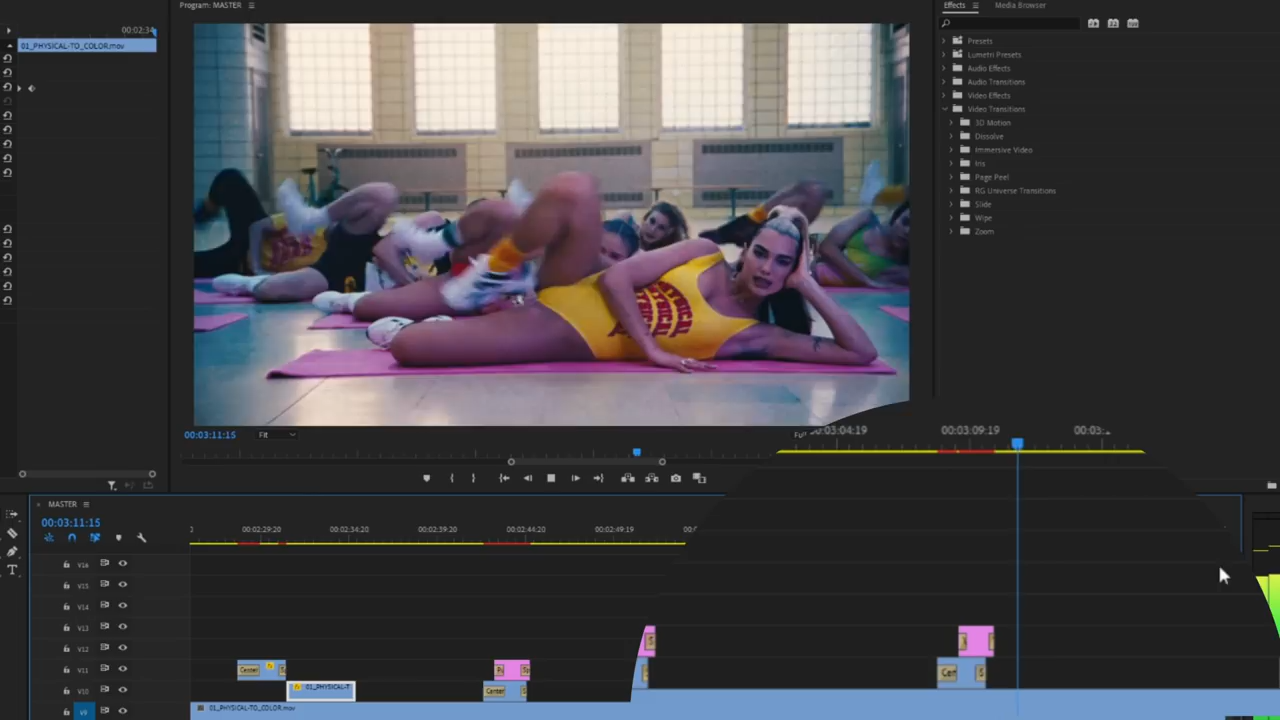 Program: MASTER
Effects
Media Browser
00:02:34
01_PHYSICAL-TO_COLOR.mov
Presets
Lumetri Presets
Audio Effects
Audio Transitions
Video Effects
Video Transitions
3D Motion
Dissolve
Immersive Video
Iris
Page Peel
RG Universe Transitions
Slide
Wipe
Zoom
00:03:11:15
Fit
00:03:04:19
00:03:09:19
MASTER
00:03:11:15
00:02:29:20
00:02:34:20
00:02:39:20
00:02:44:20
00:02:49:19
V16
V15
V14
V13
V12
V11
Center
V10
01_PHYSICAL-T
Center
S
Cen
S
V9
01_PHYSICAL-TO_COLOR.mov